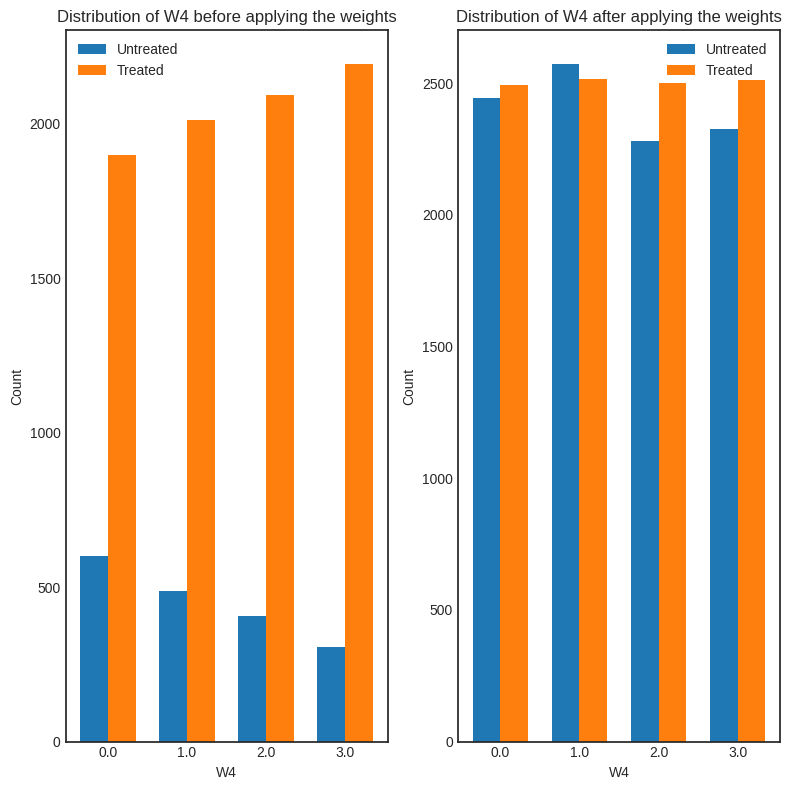 Distribution of W4 before applying the weights
Untreated
Treated
2000
1500
1000
500
0
Count
0.0 1.0 2.0 3.0
W4
Distribution of W4 after applying the weights
Untreated
Treated
2500
2000
1500
1000
500
0
Count
0.0 1.0 2.0 3.0
W4